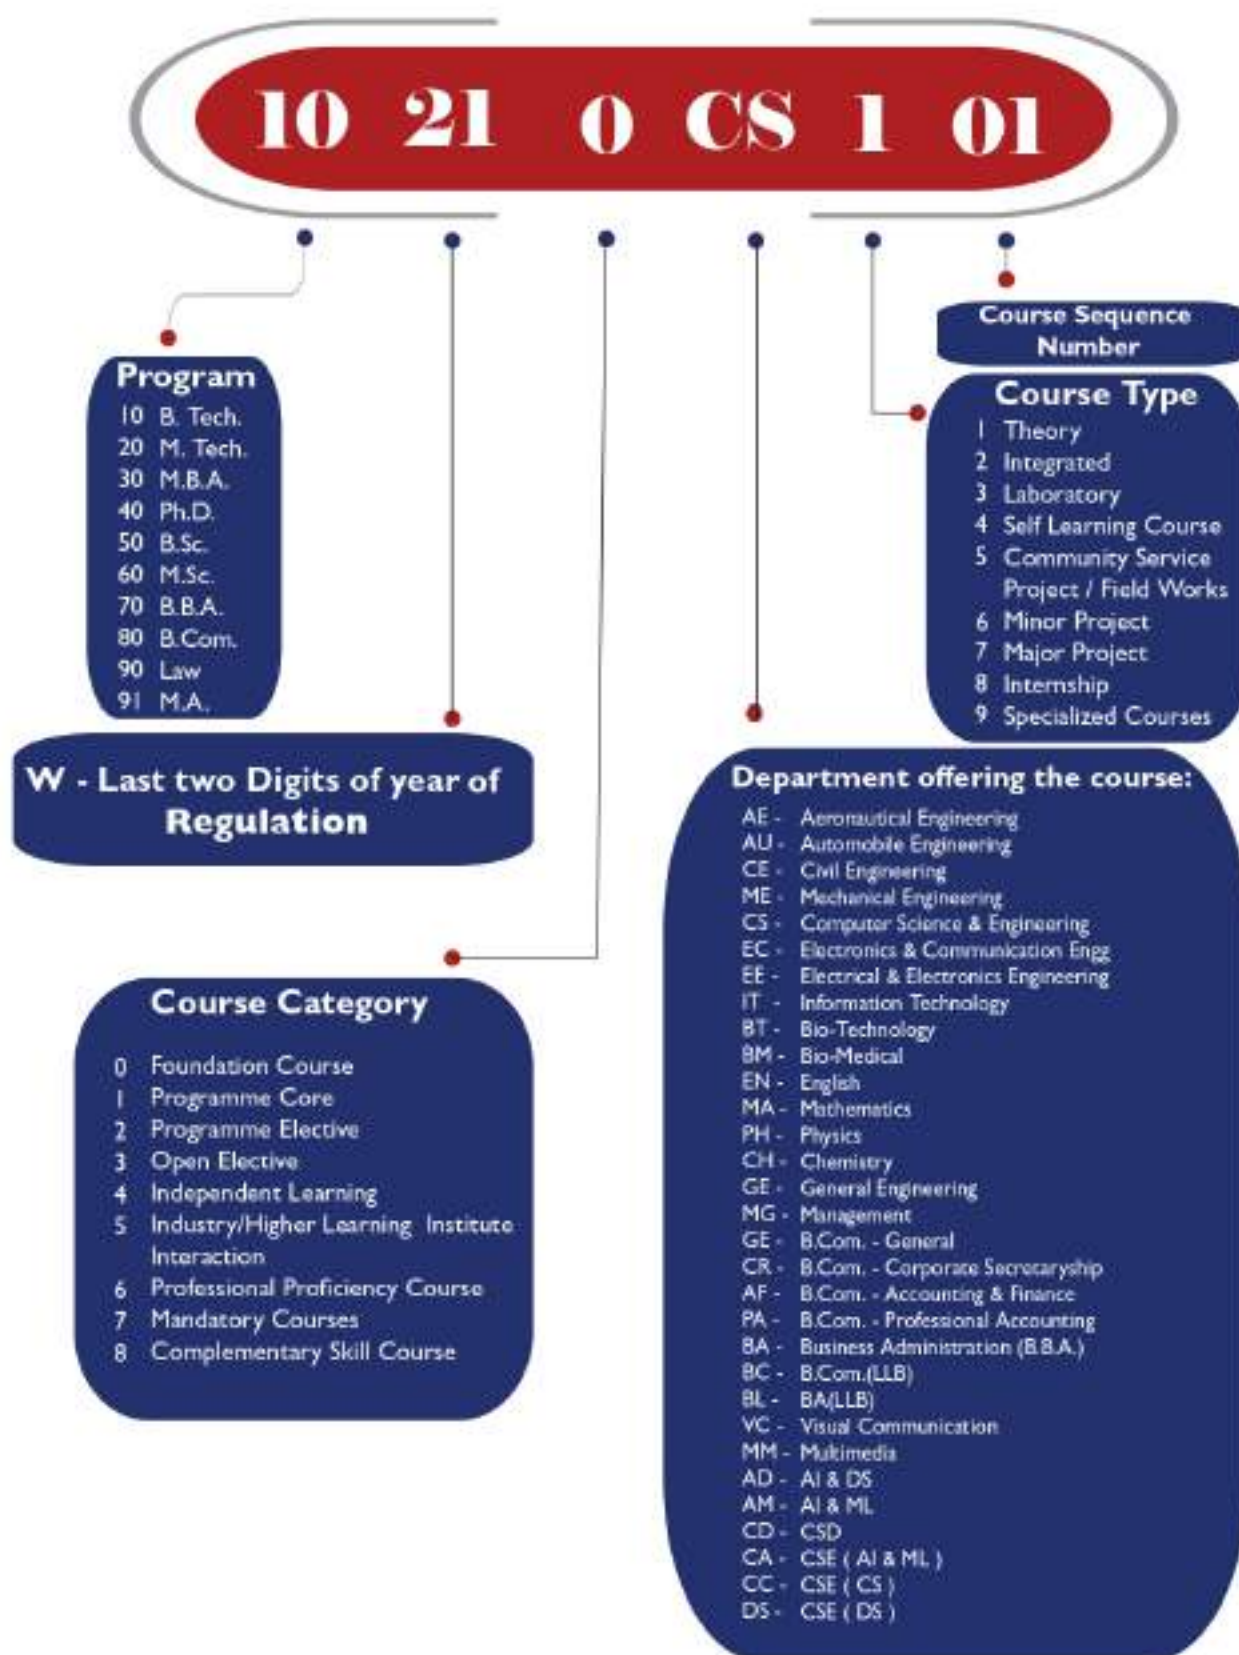 10 21 0 CS 1 01
Program
10 B. Tech.
20 M. Tech.
30 M.B.A.
40 Ph.D.
50 B.Sc.
60 M.Sc.
70 B.B.A.
80 B.Com.
90 Law
91 M.A.
W - Last two Digits of year of
Regulation
Course Category
0 Foundation Course
1 Programme Core
2 Programme Elective
3 Open Elective
4 Independent Learning
5 Industry/Higher Learning Institute
Interaction
6 Professional Proficiency Course
7 Mandatory Courses
8 Complementary Skill Course
Course Sequence
Number
Course Type
1 Theory
2 Integrated
3 Laboratory
4 Self Learning Course
5 Community Service
Project / Field Works
6 Minor Project
7 Major Project
8 Internship
9 Specialized Courses
Department offering the course:
AE - Aeronautical Engineering
AU - Automobile Engineering
CE - Civil Engineering
ME - Mechanical Engineering
CS - Computer Science & Engineering
EC - Electronics & Communication Engg
EE - Electrical & Electronics Engineering
IT - Information Technology
BT - Bio-Technology
BM - Bio-Medical
EN - English
MA - Mathematics
PH - Physics
CH - Chemistry
GE - General Engineering
MG - Management
GE - B.Com. - General
CR - B.Com. - Corporate Secretaryship
AF - B.Com. - Accounting & Finance
PA - B.Com. - Professional Accounting
BA - Business Administration (B.B.A.)
BC - B.Com.(LLB)
BL - BA(LLB)
VC - Visual Communication
MM - Multimedia
AD - AI & DS
AM - AI & ML
CD - CSD
CA - CSE ( AI & ML )
CC - CSE ( CS )
DS - CSE ( DS )